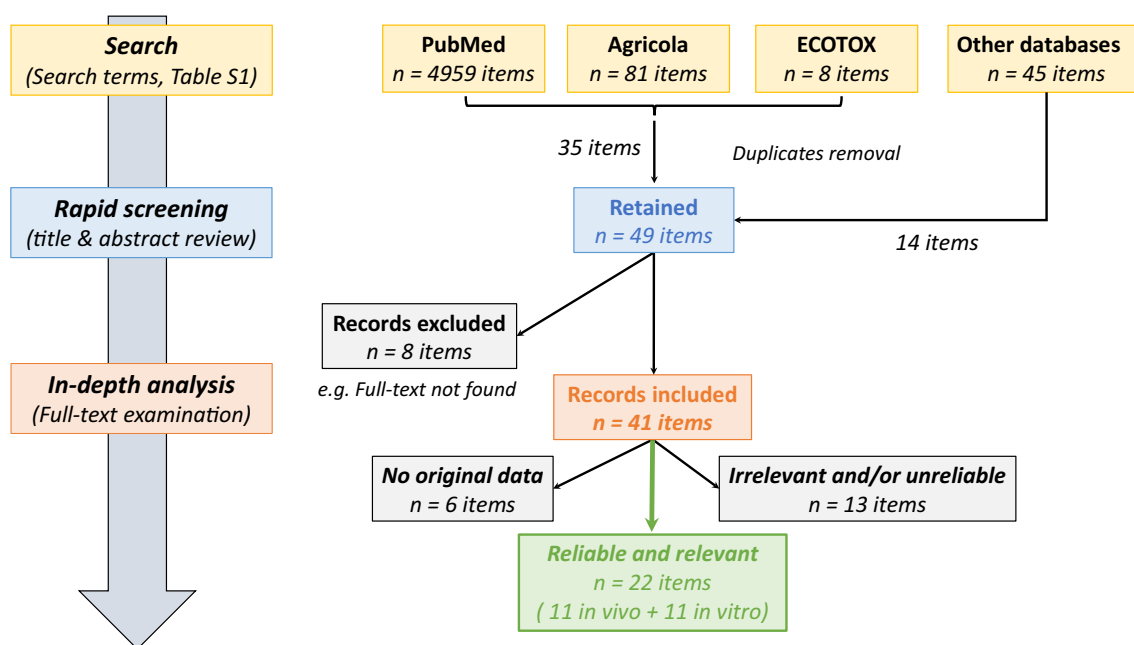 Search
(Search terms, Table S1)
PubMed
n = 4959 items
Agricola
n = 81 items
ECOTOX
n = 8 items
Other databases
n = 45 items
35 items
Duplicates removal
Rapid screening
(title & abstract review)
Retained
n = 49 items
14 items
Records excluded
n = 8 items
e.g. Full-text not found
In-depth analysis
(Full-text examination)
Records included
n = 41 items
No original data
n = 6 items
Irrelevant and/or unreliable
n = 13 items
Reliable and relevant
n = 22 items
( 11 in vivo + 11 in vitro)